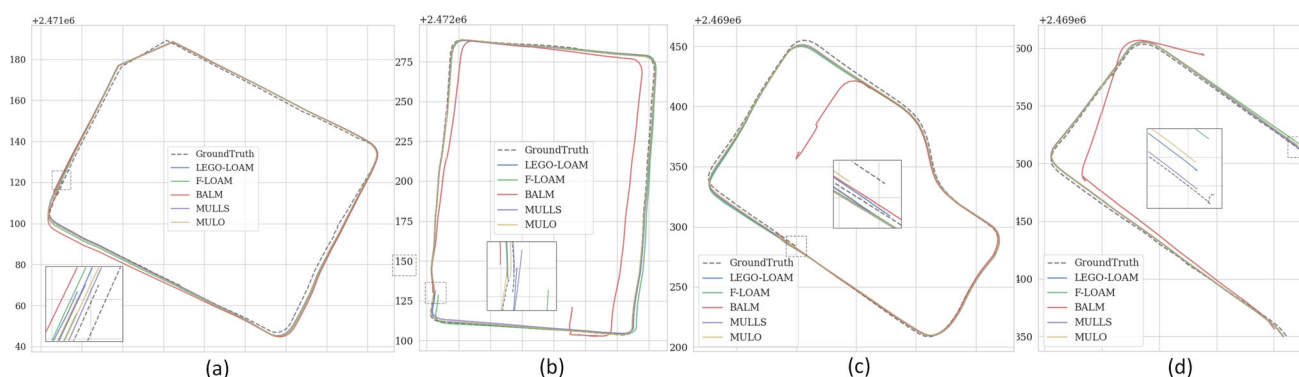 +2.471e6
180
160
140
120
100
80
60
40
GroundTruth
LEGO-LOAM
F-LOAM
BALM
MULLS
MULO
(a)
+2.472e6
275
250
225
200
175
150
125
100
GroundTruth
LEGO-LOAM
F-LOAM
BALM
MULLS
MULO
(b)
+2.469e6
450
400
350
300
250
200
GroundTruth
LEGO-LOAM
F-LOAM
BALM
MULLS
MULO
(c)
+2.469e6
600
550
500
450
400
350
GroundTruth
LEGO-LOAM
F-LOAM
BALM
MULLS
MULO
(d)